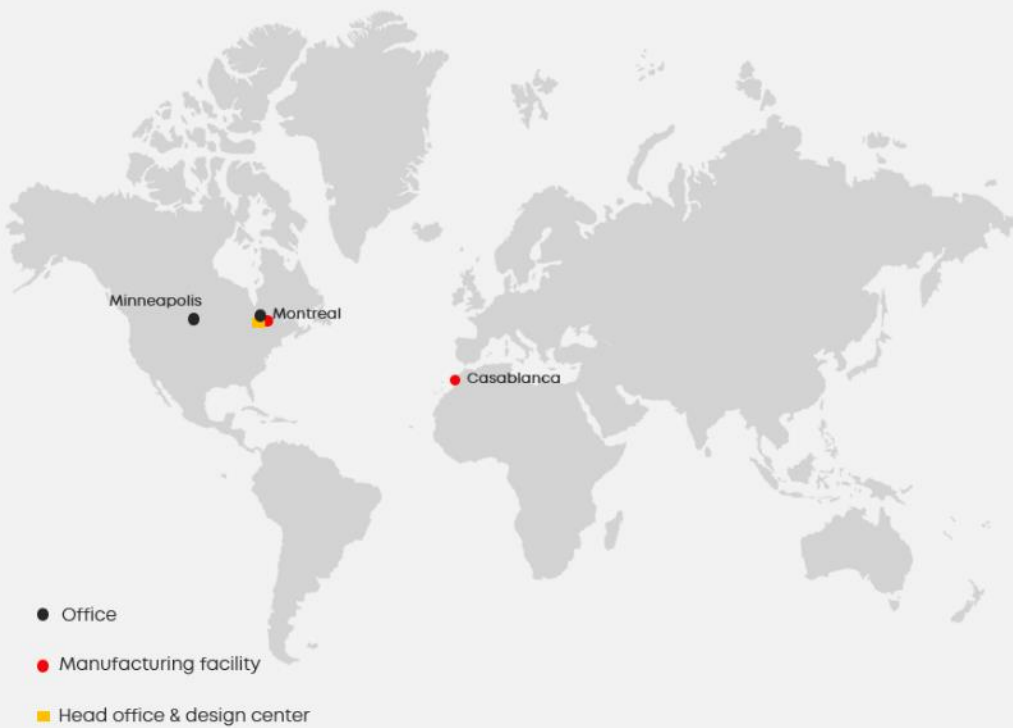 Minneapolis
Montreal
Casablanca
Office
Manufacturing facility
Head office & design center